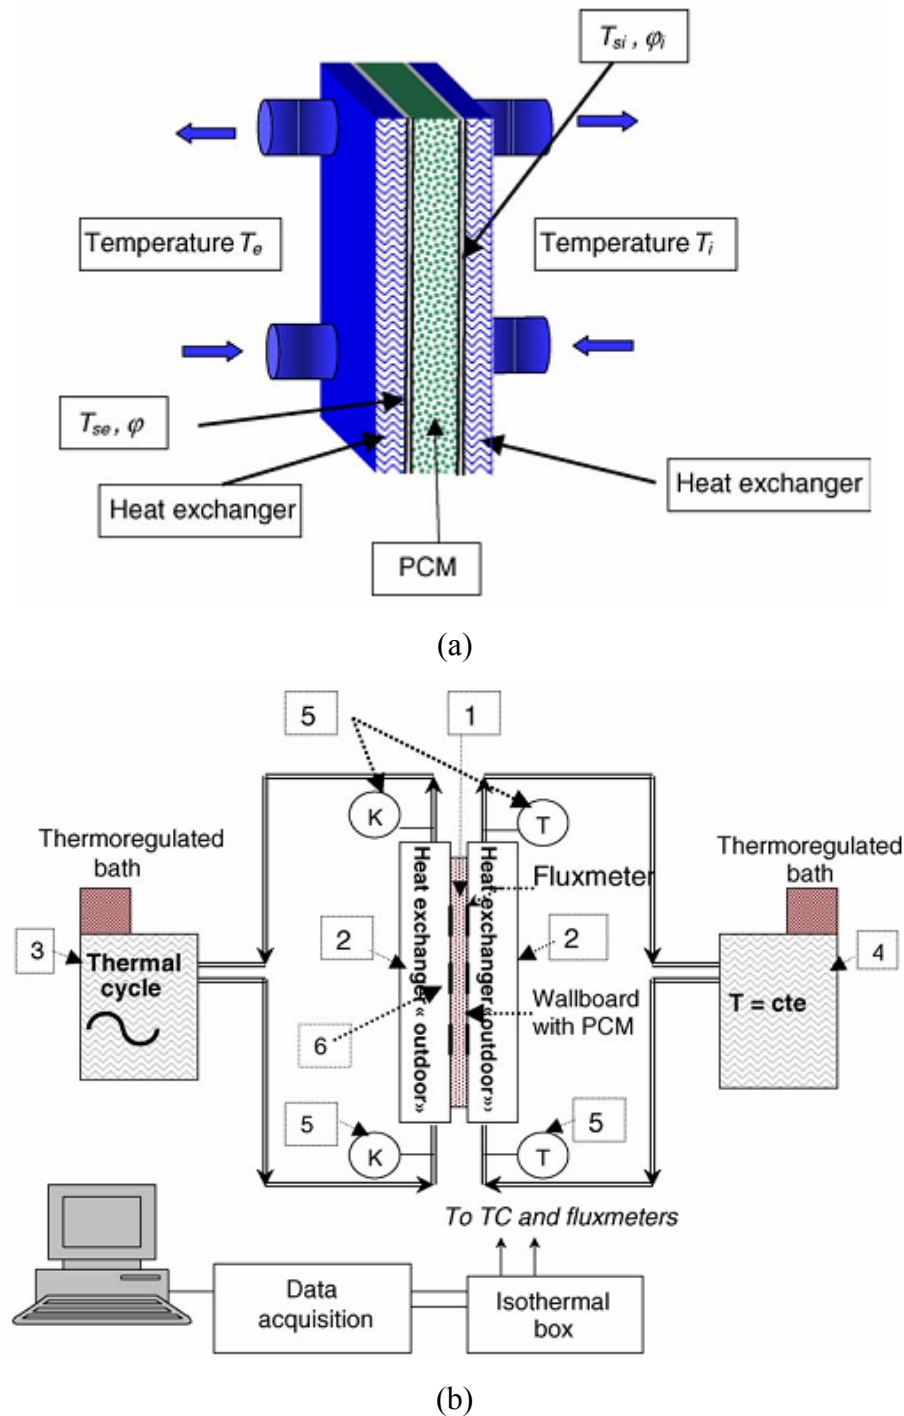 T_si , φ_i
Temperature T_e
Temperature T_i
T_se , φ
Heat exchanger
Heat exchanger
PCM
(a)
5
1
K
T
Thermoregulated
bath
Thermoregulated
bath
Heat exchanger« outdoor»
Heat exchanger«outdoor»›
Fluxmeter
3
2
2
4
Thermal
cycle
T = cte
Wallboard
with PCM
6
5
5
K
T
To TC and fluxmeters
Data
acquisition
Isothermal
box
(b)